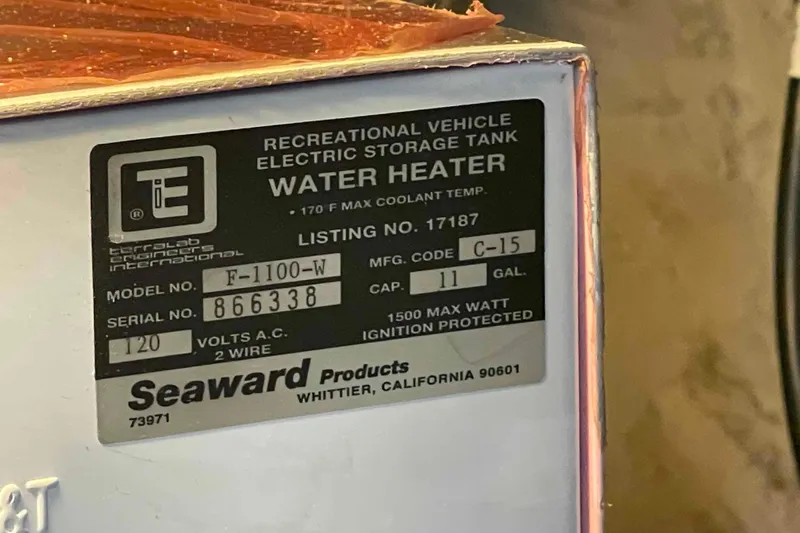 RECREATIONAL VEHICLE
ELECTRIC STORAGE TANK
WATER HEATER
• 170°F MAX COOLANT TEMP.
TEi
®
terralab
engineers
international
LISTING NO. 17187
MODEL NO. F-1100-W
MFG. CODE C-15
SERIAL NO. 866338
CAP. 11 GAL.
120 VOLTS A.C.
2 WIRE
1500 MAX WATT
IGNITION PROTECTED
Seaward Products
WHITTIER, CALIFORNIA 90601
73971
&T